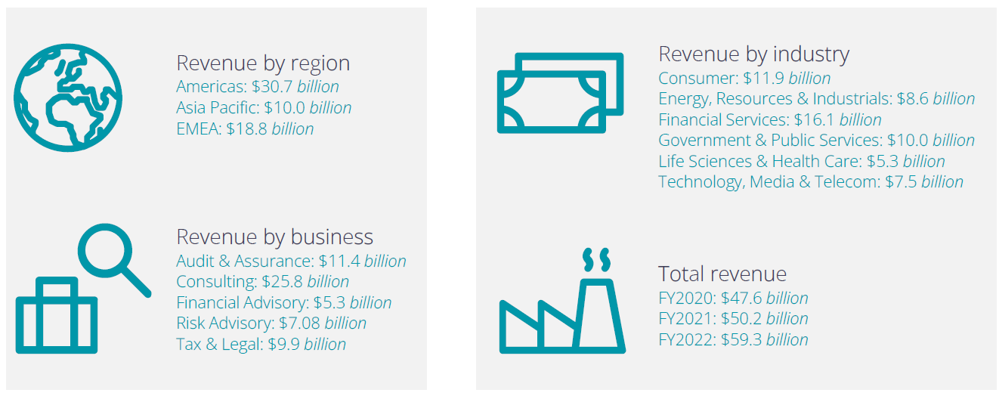 Revenue by region
Americas: $30.7 billion
Asia Pacific: $10.0 billion
EMEA: $18.8 billion
Revenue by business
Audit & Assurance: $11.4 billion
Consulting: $25.8 billion
Financial Advisory: $5.3 billion
Risk Advisory: $7.08 billion
Tax & Legal: $9.9 billion
Revenue by industry
Consumer: $11.9 billion
Energy, Resources & Industrials: $8.6 billion
Financial Services: $16.1 billion
Government & Public Services: $10.0 billion
Life Sciences & Health Care: $5.3 billion
Technology, Media & Telecom: $7.5 billion
Total revenue
FY2020: $47.6 billion
FY2021: $50.2 billion
FY2022: $59.3 billion